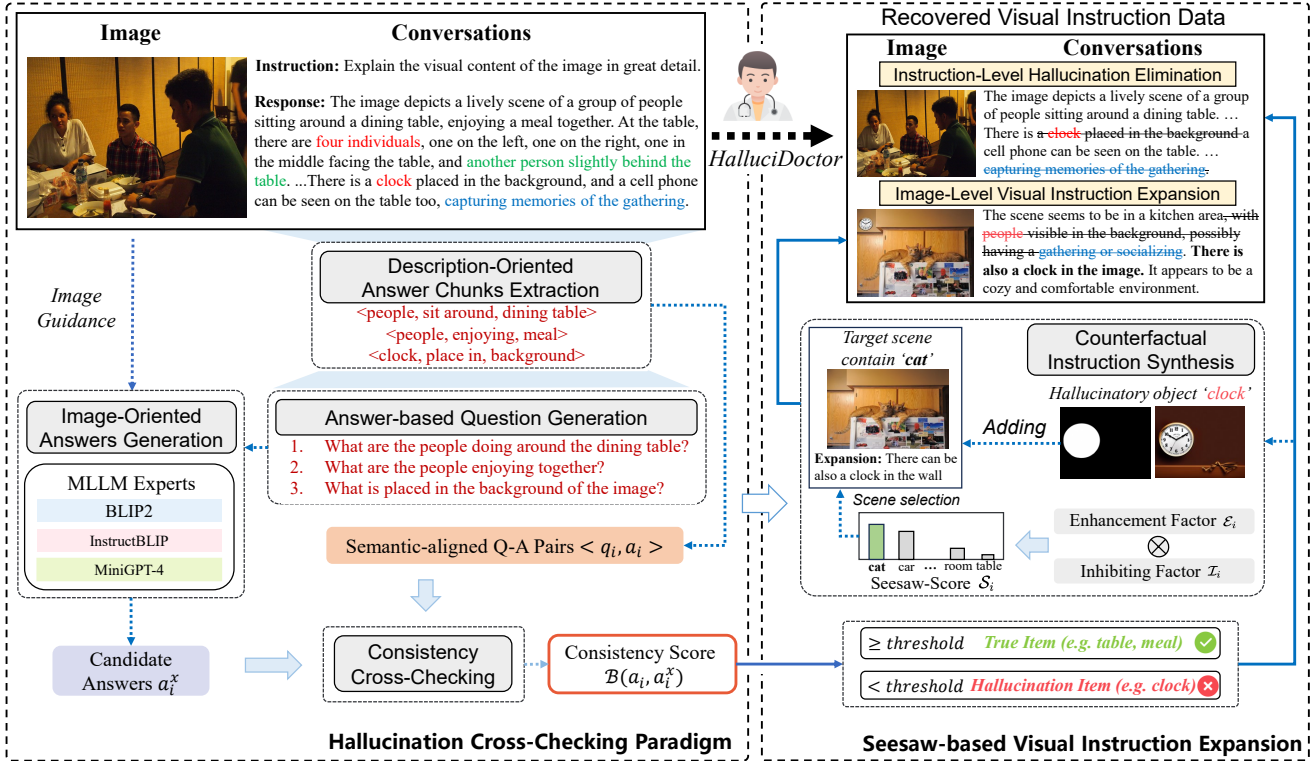 Image
Conversations
Instruction: Explain the visual content of the image in great detail.
Response: The image depicts a lively scene of a group of people
sitting around a dining table, enjoying a meal together. At the table,
there are four individuals, one on the left, one on the right, one in
the middle facing the table, and another person slightly behind the
table. ...There is a clock placed in the background, and a cell phone
can be seen on the table too, capturing memories of the gathering.
Image
Guidance
Description-Oriented
Answer Chunks Extraction
<people, sit around, dining table>
<people, enjoying, meal>
<clock, place in, background>
Answer-based Question Generation
1. What are the people doing around the dining table?
2. What are the people enjoying together?
3. What is placed in the background of the image?
Image-Oriented
Answers Generation
MLLM Experts
BLIP2
InstructBLIP
MiniGPT-4
Semantic-aligned Q-A Pairs < q_i, a_i >
Candidate
Answers a_i^x
Consistency
Cross-Checking
Consistency Score
B(a_i, a_i^x)
Hallucination Cross-Checking Paradigm
HalluciDoctor
Recovered Visual Instruction Data
Image
Conversations
Instruction-Level Hallucination Elimination
The image depicts a lively scene of a group
of people sitting around a dining table. ...
There is a clock placed in the background a
cell phone can be seen on the table. ...
capturing memories of the gathering.
Image-Level Visual Instruction Expansion
The scene seems to be in a kitchen area, with
people visible in the background, possibly
having a gathering or socializing. There is
also a clock in the image. It appears to be a
cozy and comfortable environment.
Target scene
contain ‘cat’
Expansion: There can be
also a clock in the wall
Counterfactual
Instruction Synthesis
Hallucinatory object ‘clock’
Adding
Scene selection
cat car ... room table
Seesaw-Score S_i
Enhancement Factor ε_i
⊗
Inhibiting Factor I_i
≥ threshold True Item (e.g. table, meal)
< threshold Hallucination Item (e.g. clock)
Seesaw-based Visual Instruction Expansion